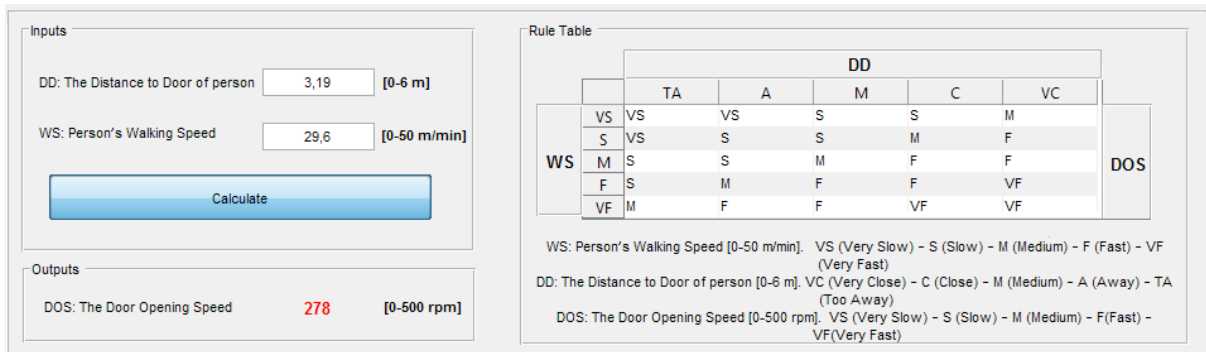 Inputs
DD: The Distance to Door of person 3,19 [0-6 m]
WS: Person's Walking Speed 29,6 [0-50 m/min]
Calculate
Outputs
DOS: The Door Opening Speed 278 [0-500 rpm]
Rule Table
DD
TA A M C VC
VS VS VS S S M
S VS S S M F
WS M S S M F F DOS
F S M F F VF
VF M F F VF VF
WS: Person's Walking Speed [0-50 m/min]. VS (Very Slow) - S (Slow) - M (Medium) - F (Fast) - VF
(Very Fast)
DD: The Distance to Door of person [0-6 m]. VC (Very Close) - C (Close) - M (Medium) - A (Away) - TA
(Too Away)
DOS: The Door Opening Speed [0-500 rpm]. VS (Very Slow) - S (Slow) - M (Medium) - F(Fast) -
VF(Very Fast)